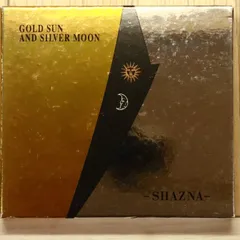 GOLD SUN
AND SILVER MOON
-SHAZNA-